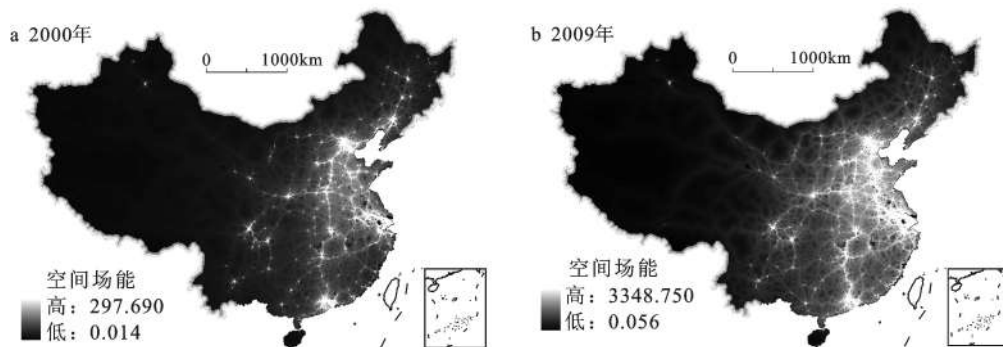 a 2000年
0 1000km
空间场能
高：297.690
低：0.014
b 2009年
0 1000km
空间场能
高：3348.750
低：0.056